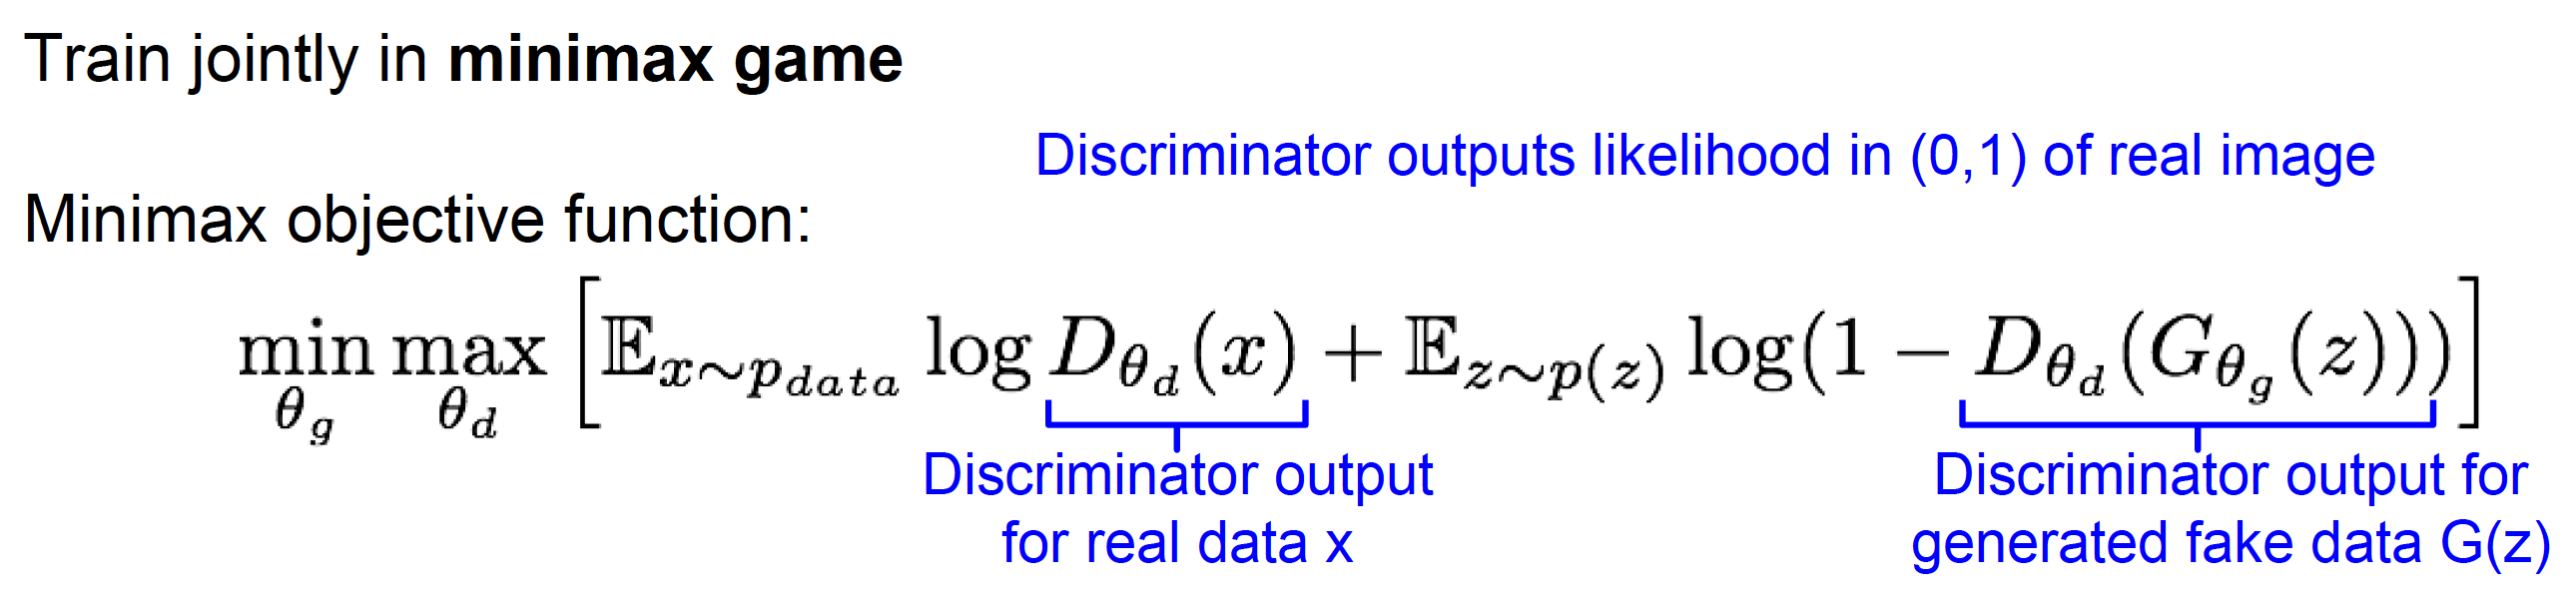 Train jointly in minimax game
Discriminator outputs likelihood in (0,1) of real image
Minimax objective function:
min_{θ_g} max_{θ_d} [ 𝔼_{x∼p_{data}} log D_{θ_d}(x) + 𝔼_{z∼p(z)} log(1 − D_{θ_d}(G_{θ_g}(z))) ]
Discriminator output
for real data x
Discriminator output for
generated fake data G(z)